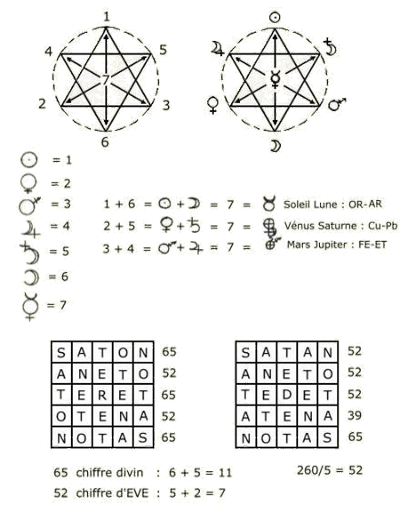 1
☉
4 5
♃ ♄
7
☿
2 3
♀ ♂
6
☽
☉ = 1
♀ = 2
♂ = 3 1 + 6 = ☉ + ☽ = 7 = ☿ Soleil Lune : OR-AR
♃ = 4 2 + 5 = ♀ + ♄ = 7 = Vénus Saturne : Cu-Pb
♄ = 5 3 + 4 = ♂ + ♃ = 7 = Mars Jupiter : FE-ET
☽ = 6
☿ = 7
S A T O N 65
A N E T O 52
T E R E T 65
O T E N A 52
N O T A S 65
S A T A N 52
A N E T O 52
T E D E T 52
A T E N A 39
N O T A S 65
65 chiffre divin : 6 + 5 = 11 260/5 = 52
52 chiffre d'EVE : 5 + 2 = 7